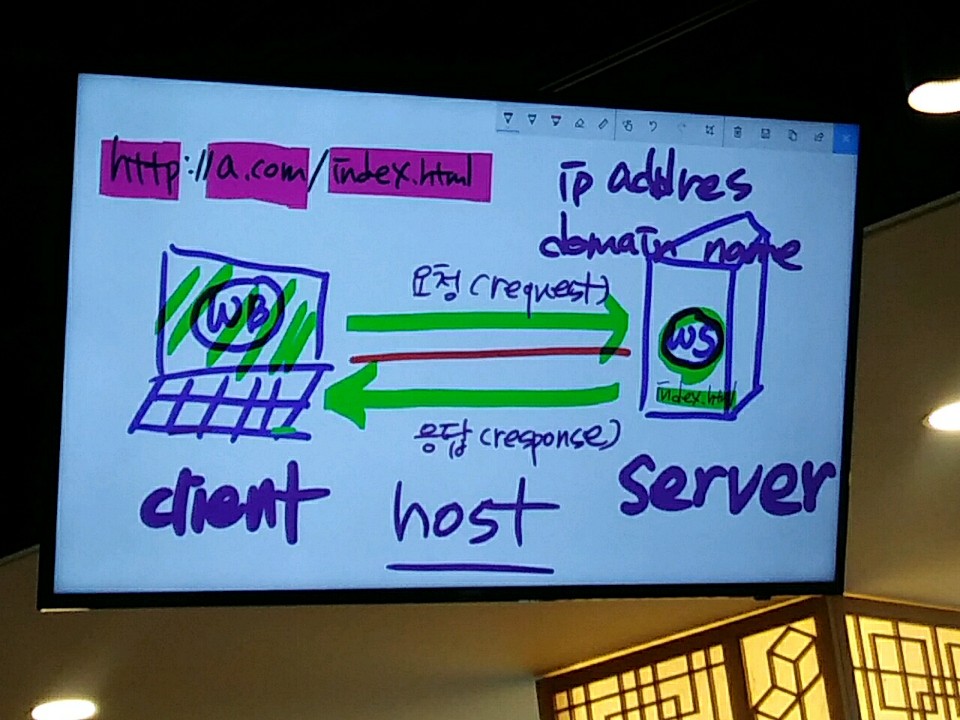 http://a.com/index.html
ip addres
domain name
요청 (request)
WB
WS
index.html
응답 (response)
client
host
server